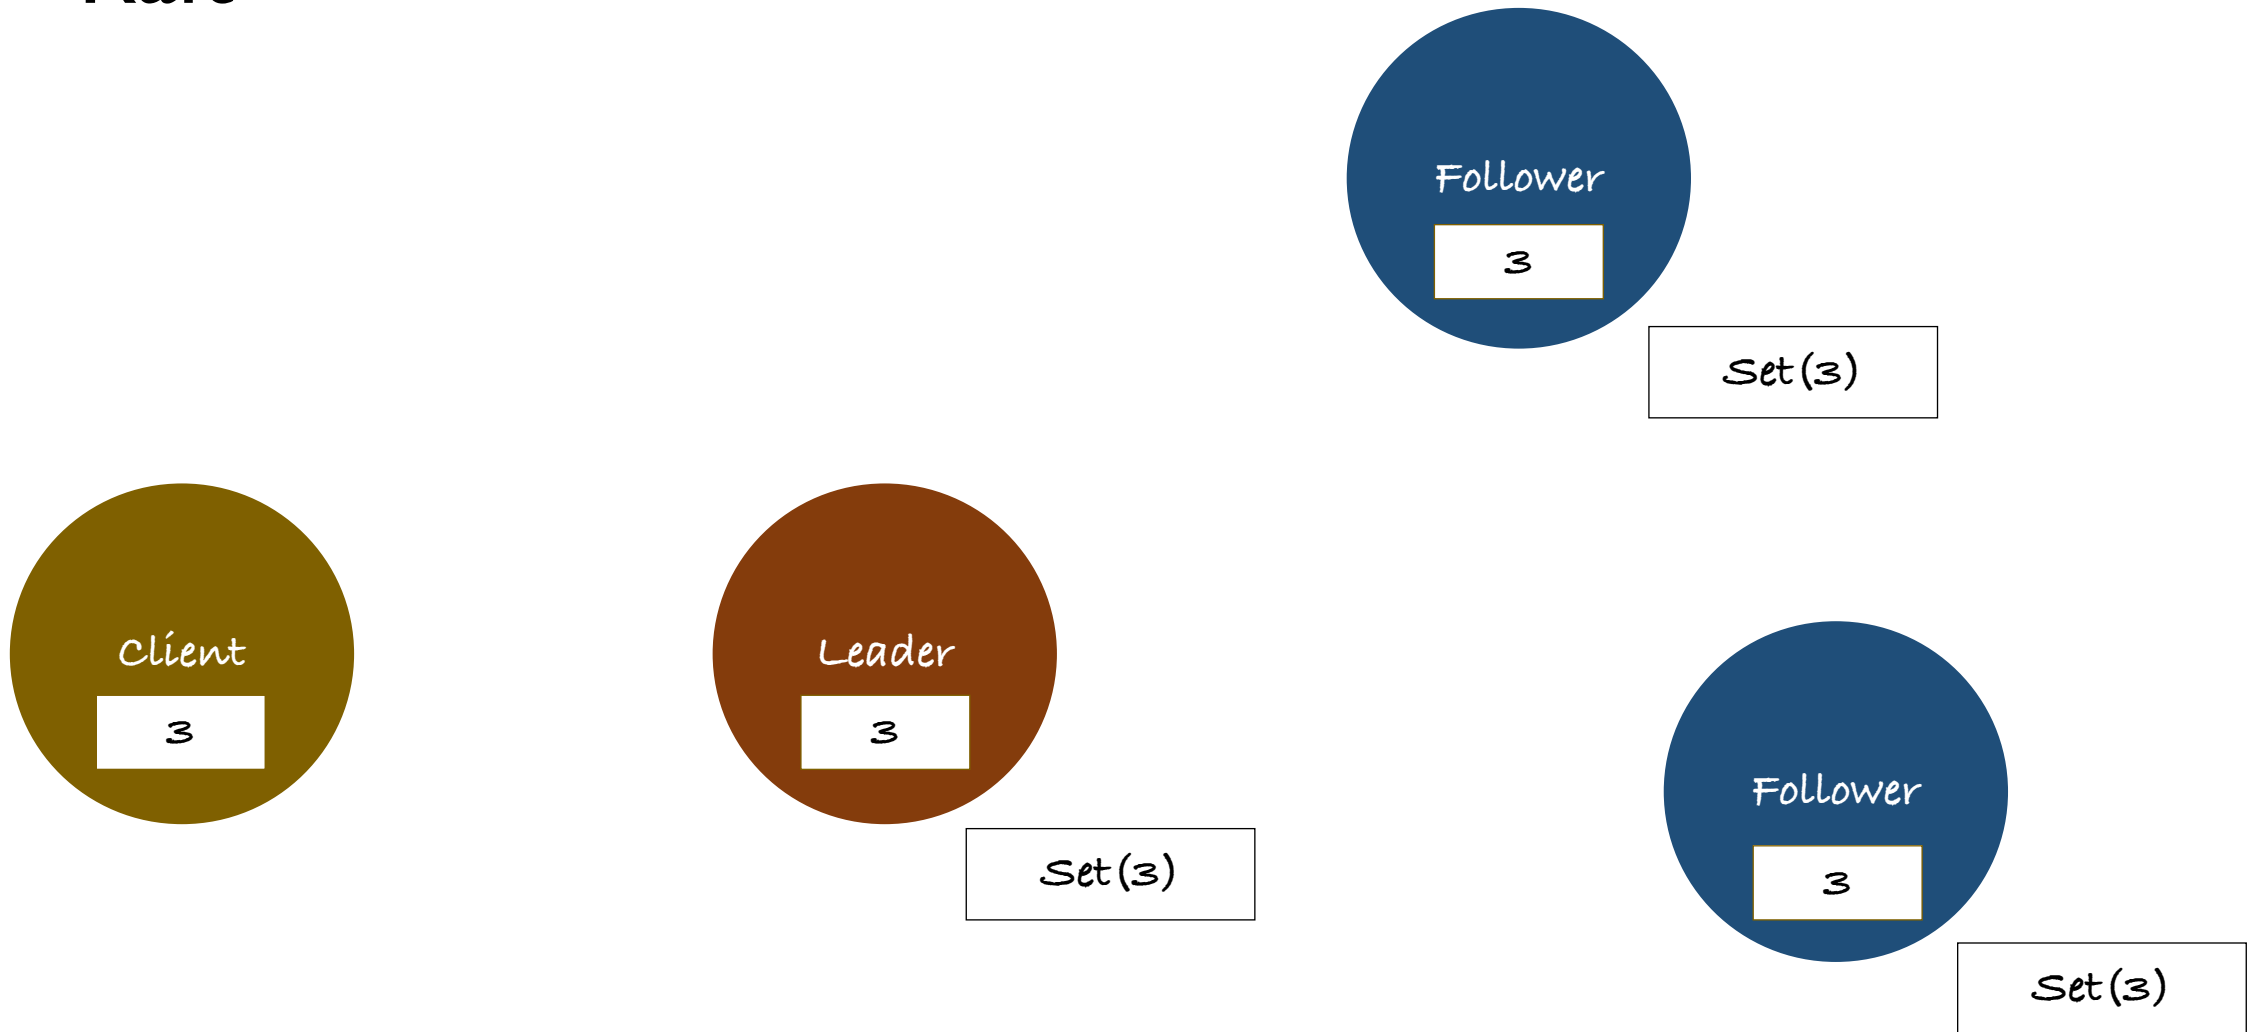 Follower
3
Set(3)
Client
3
Leader
3
Set(3)
Follower
3
Set(3)